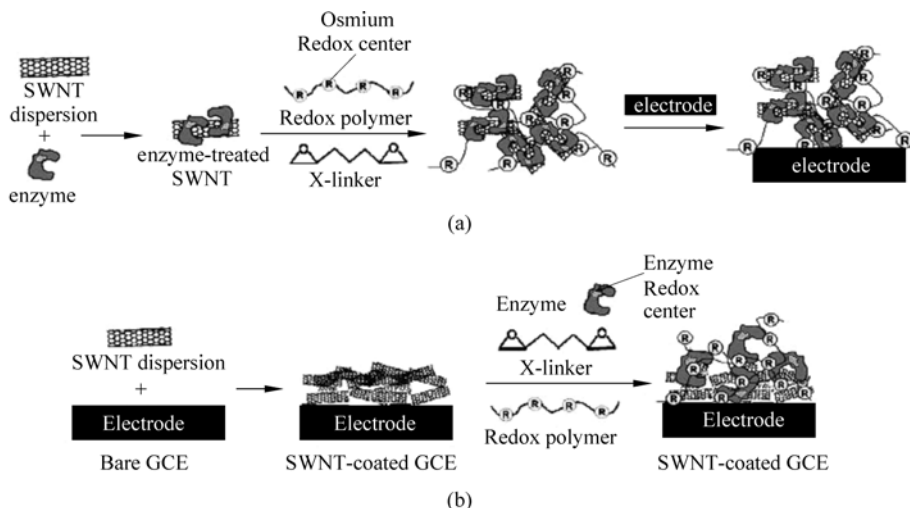 SWNT
dispersion
+
enzyme
enzyme-treated
SWNT
Osmium
Redox center
R R R R
Redox polymer
X-linker
R R R R R R R R
electrode
R R R R R R R R
electrode
(a)
SWNT dispersion
+
Electrode
Bare GCE
Electrode
SWNT-coated GCE
Enzyme
Enzyme
Redox
center
X-linker
R R R R
Redox polymer
R R R R R R R R
Electrode
SWNT-coated GCE
(b)